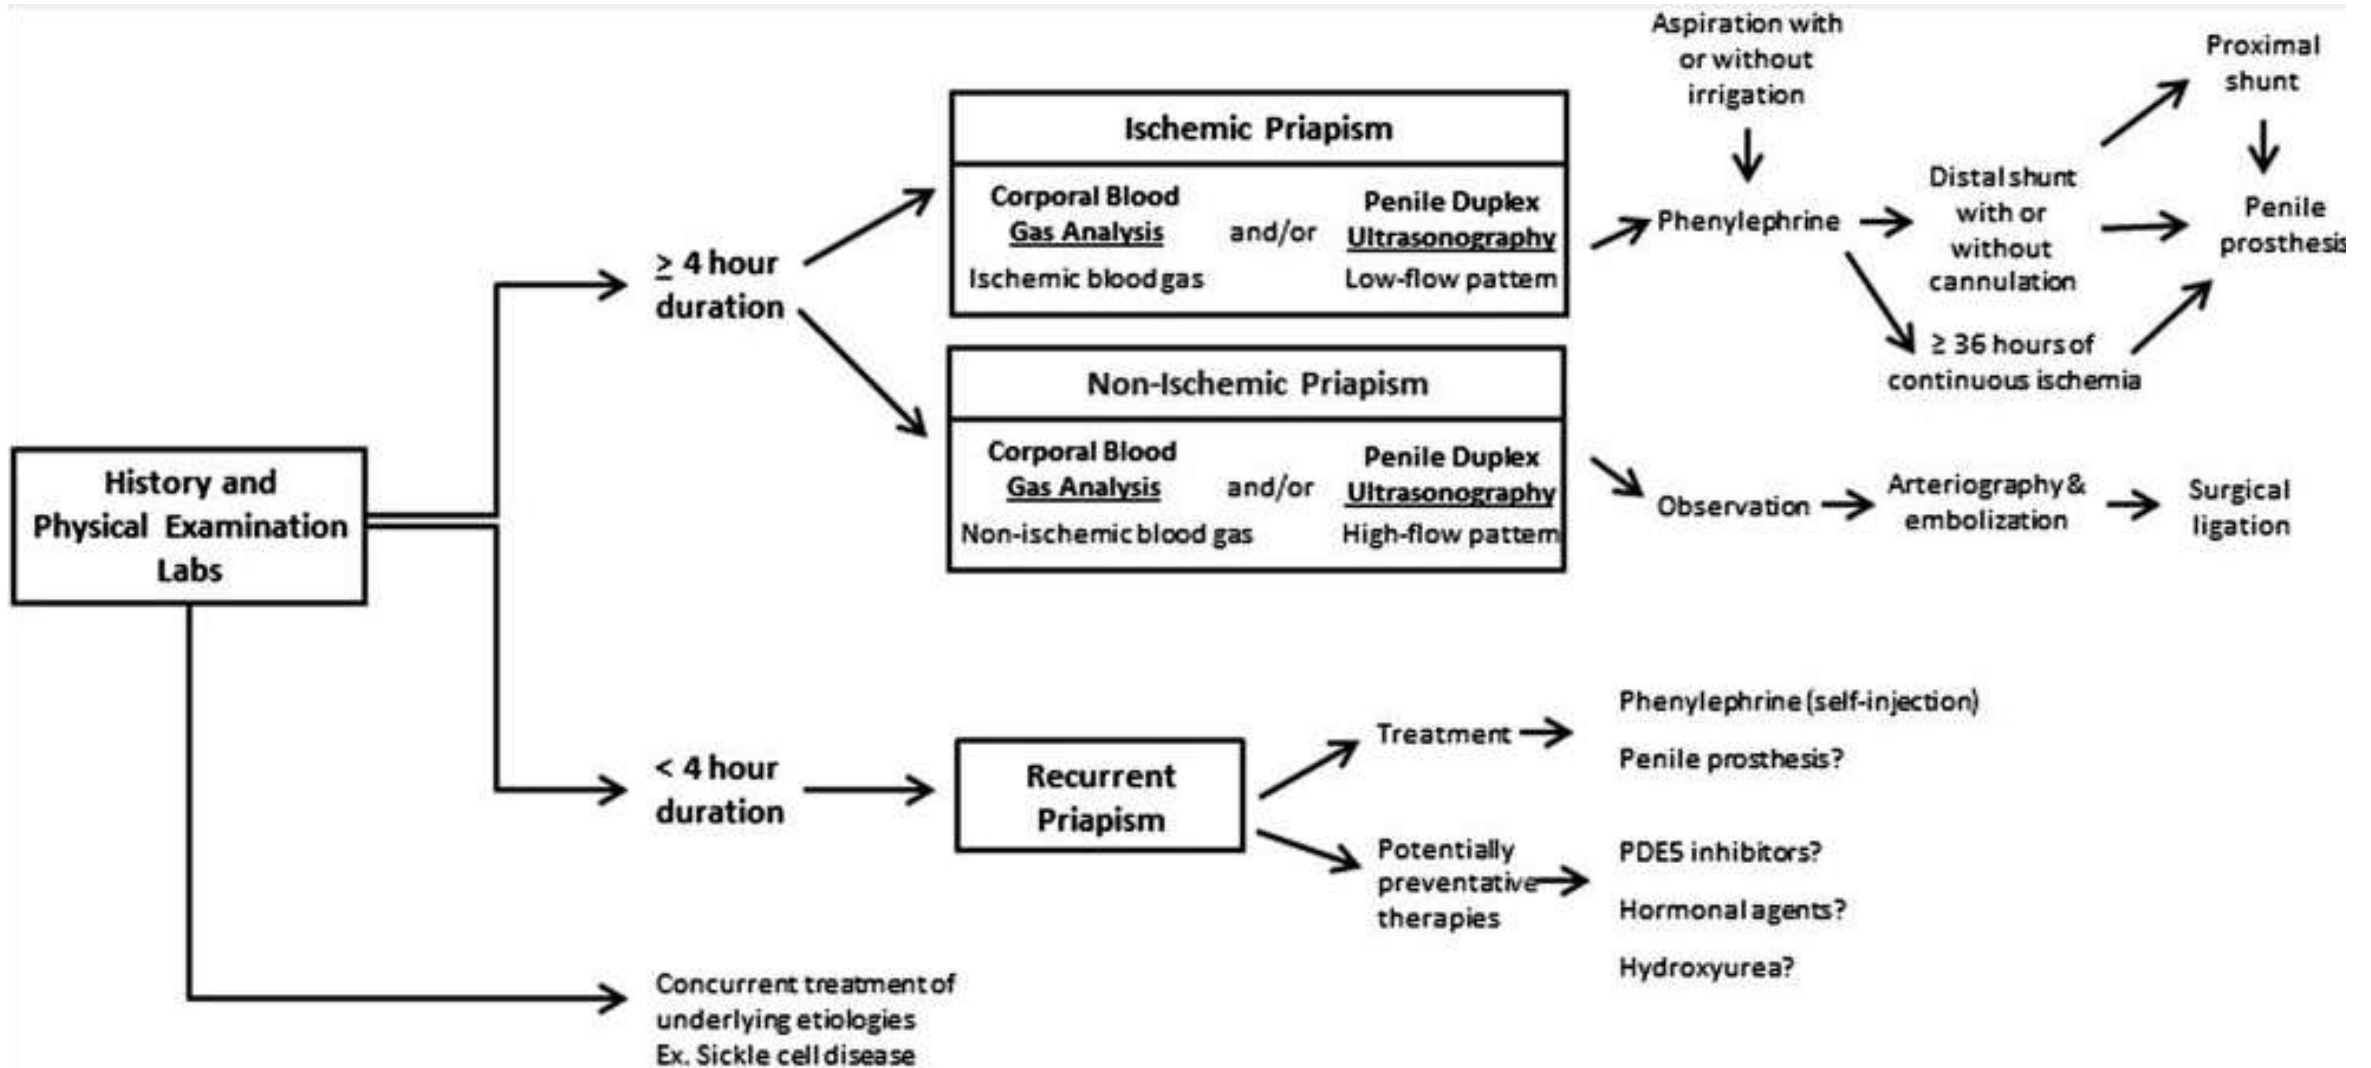 History and
Physical Examination
Labs
≥ 4 hour
duration
Ischemic Priapism
Corporal Blood
Gas Analysis
and/or
Penile Duplex
Ultrasonography
Ischemic blood gas
Low-flow pattern
Aspiration with
or without
irrigation
Phenylephrine
Distal shunt
with or
without
cannulation
Proximal
shunt
Penile
prosthesis
≥ 36 hours of
continuous ischemia
Non-Ischemic Priapism
Corporal Blood
Gas Analysis
and/or
Penile Duplex
Ultrasonography
Non-ischemic blood gas
High-flow pattern
Observation
Arteriography &
embolization
Surgical
ligation
< 4 hour
duration
Recurrent
Priapism
Treatment
Phenylephrine (self-injection)
Penile prosthesis?
Potentially
preventative
therapies
PDE5 inhibitors?
Hormonal agents?
Hydroxyurea?
Concurrent treatment of
underlying etiologies
Ex. Sickle cell disease